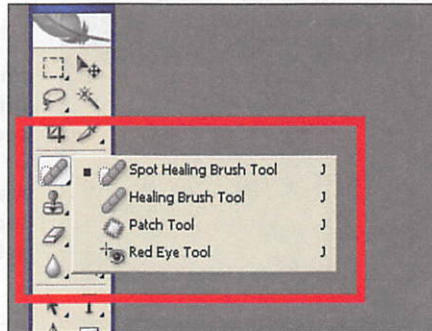 Spot Healing Brush Tool J
Healing Brush Tool J
Patch Tool J
Red Eye Tool J